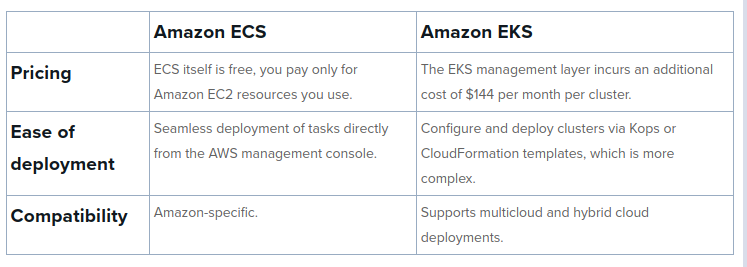 Amazon ECS Amazon EKS
Pricing
ECS itself is free, you pay only for
Amazon EC2 resources you use.
The EKS management layer incurs an additional
cost of $144 per month per cluster.
Ease of
deployment
Seamless deployment of tasks directly
from the AWS management console.
Configure and deploy clusters via Kops or
CloudFormation templates, which is more
complex.
Compatibility
Amazon-specific.
Supports multicloud and hybrid cloud
deployments.